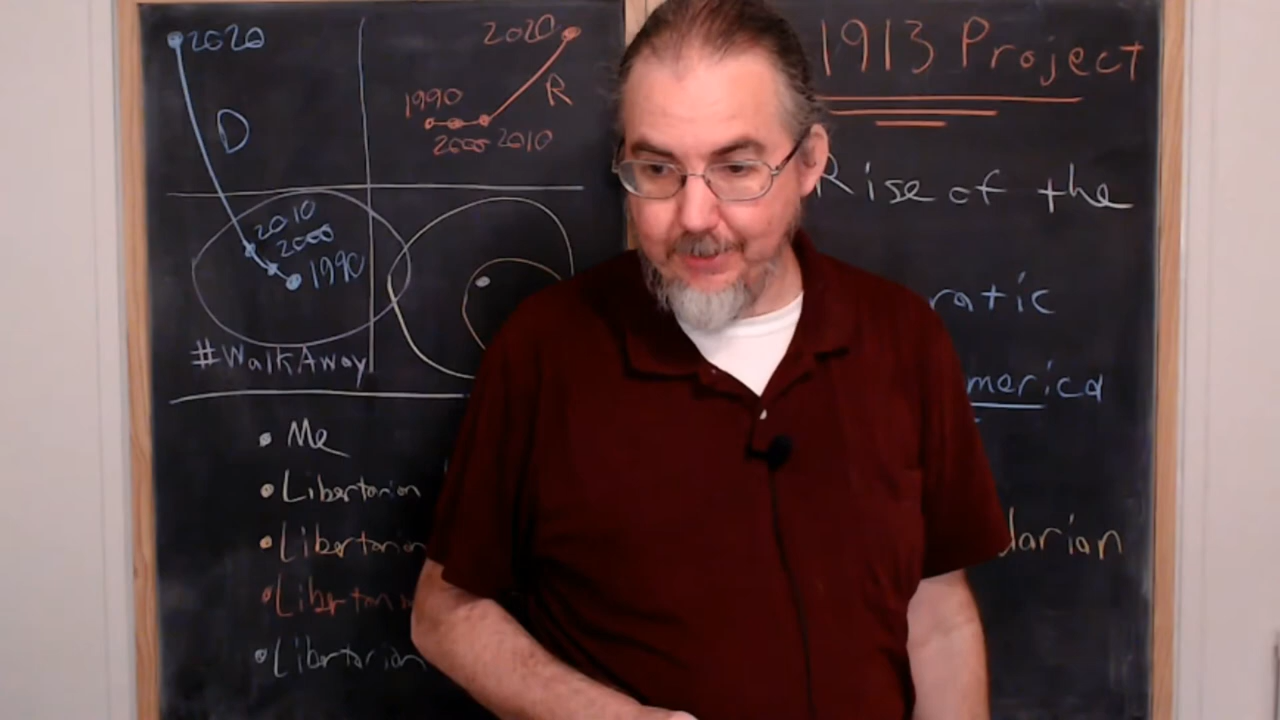 2020
D
2010
2000
1990
#WalkAway
2020
1990
R
2000 2010
• Me
• Libertarian
• Libertarian
• Libertaria
• Libertarian
1913 Project
Rise of the
ratic
merica
darian